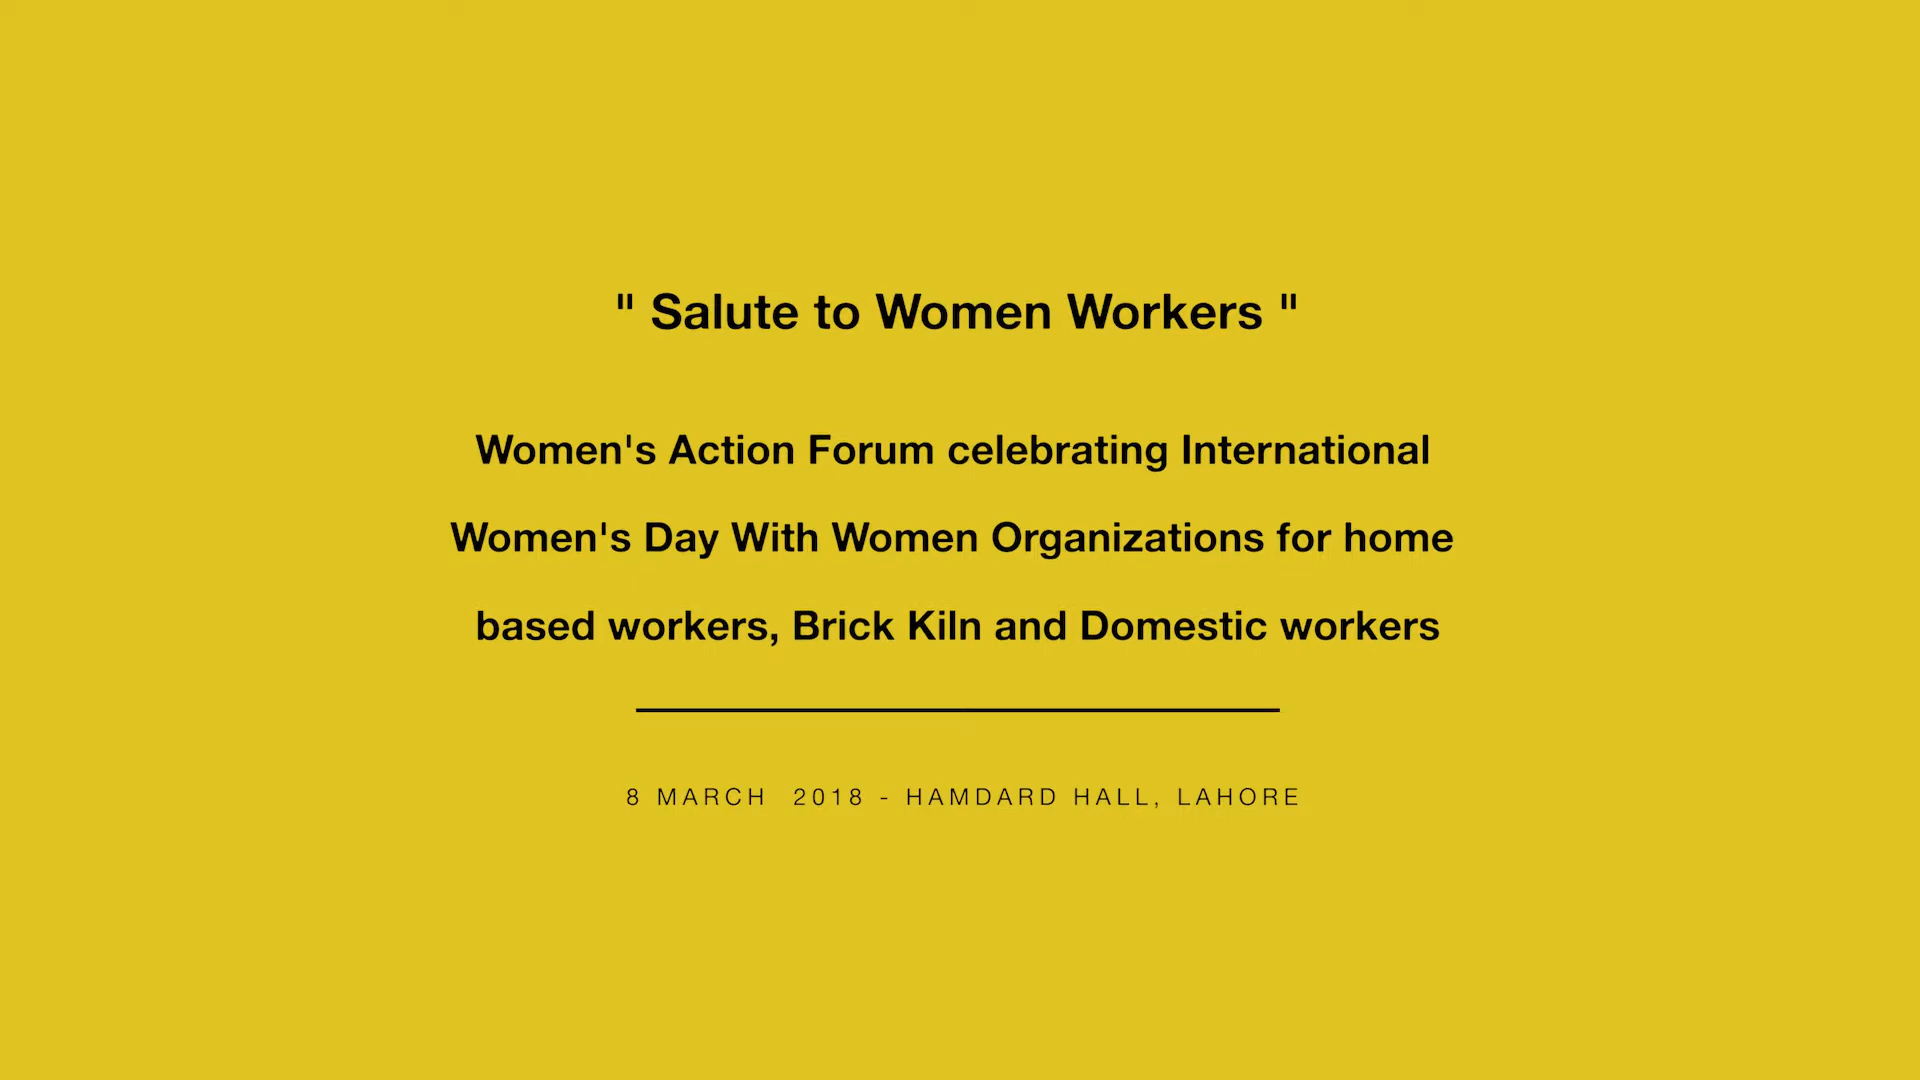 " Salute to Women Workers "
Women's Action Forum celebrating International
Women's Day With Women Organizations for home
based workers, Brick Kiln and Domestic workers
8 MARCH  2018 - HAMDARD HALL, LAHORE